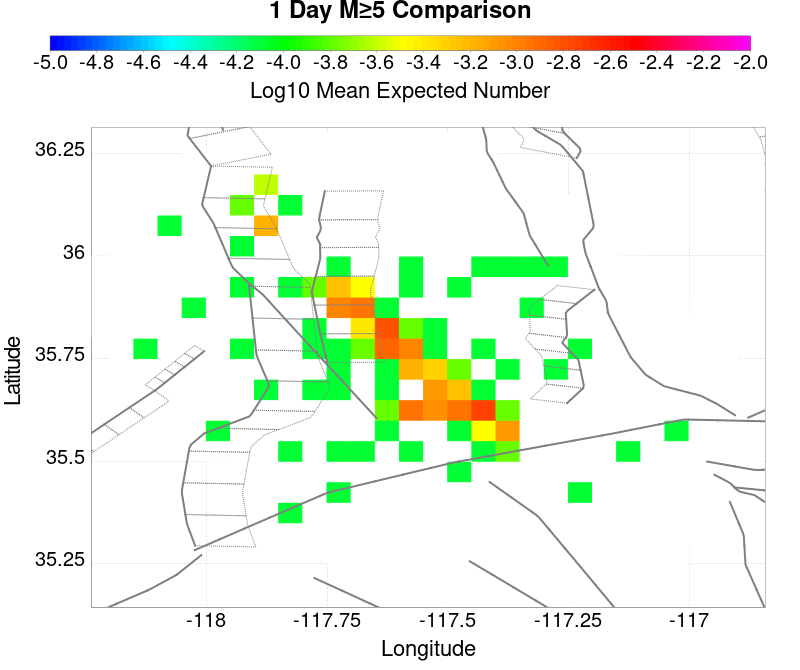 1 Day M≥5 Comparison
-5.0 -4.8 -4.6 -4.4 -4.2 -4.0 -3.8 -3.6 -3.4 -3.2 -3.0 -2.8 -2.6 -2.4 -2.2 -2.0
Log10 Mean Expected Number
36.25
36
35.75
35.5
35.25
Latitude
-118 -117.75 -117.5 -117.25 -117
Longitude